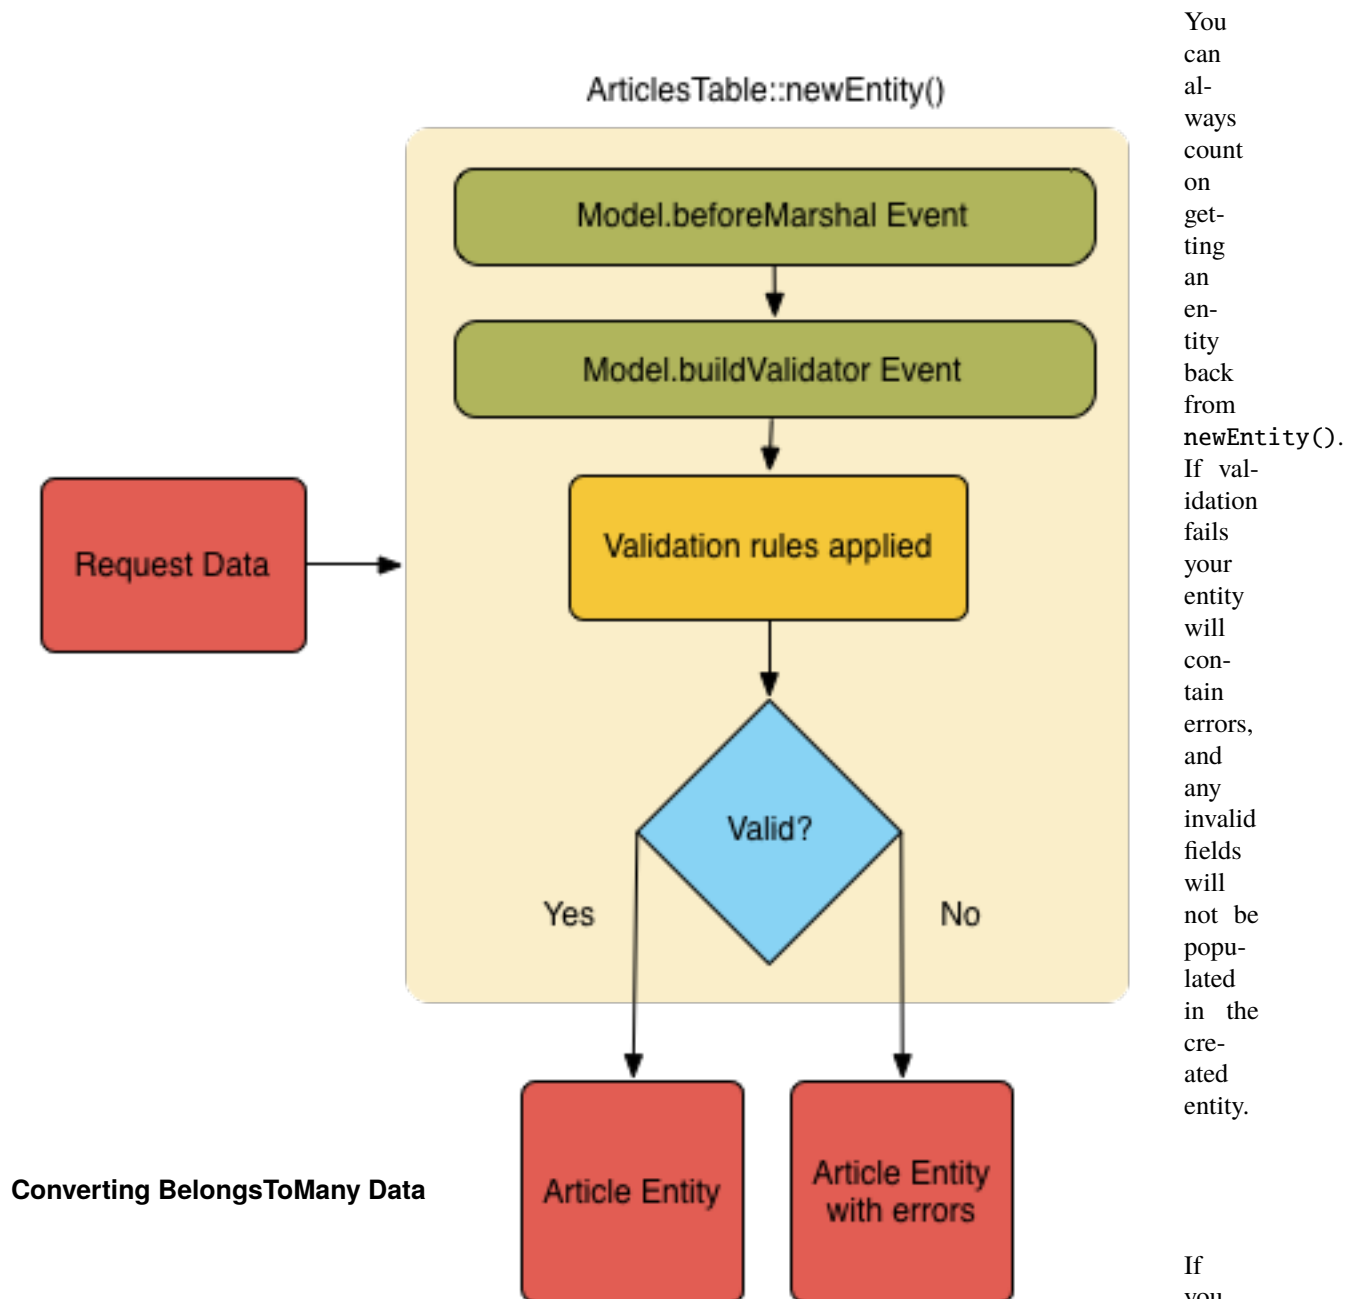 ArticlesTable::newEntity()
Model.beforeMarshal Event
Model.buildValidator Event
Validation rules applied
Request Data
Valid?
Yes
No
Article Entity
Article Entity
with errors
You
can
al-
ways
count
on
get-
ting
an
en-
tity
back
from
newEntity().
If val-
idation
fails
your
entity
will
con-
tain
errors,
and
any
invalid
fields
will
not be
popu-
lated
in the
cre-
ated
entity.
Converting BelongsToMany Data
If
you